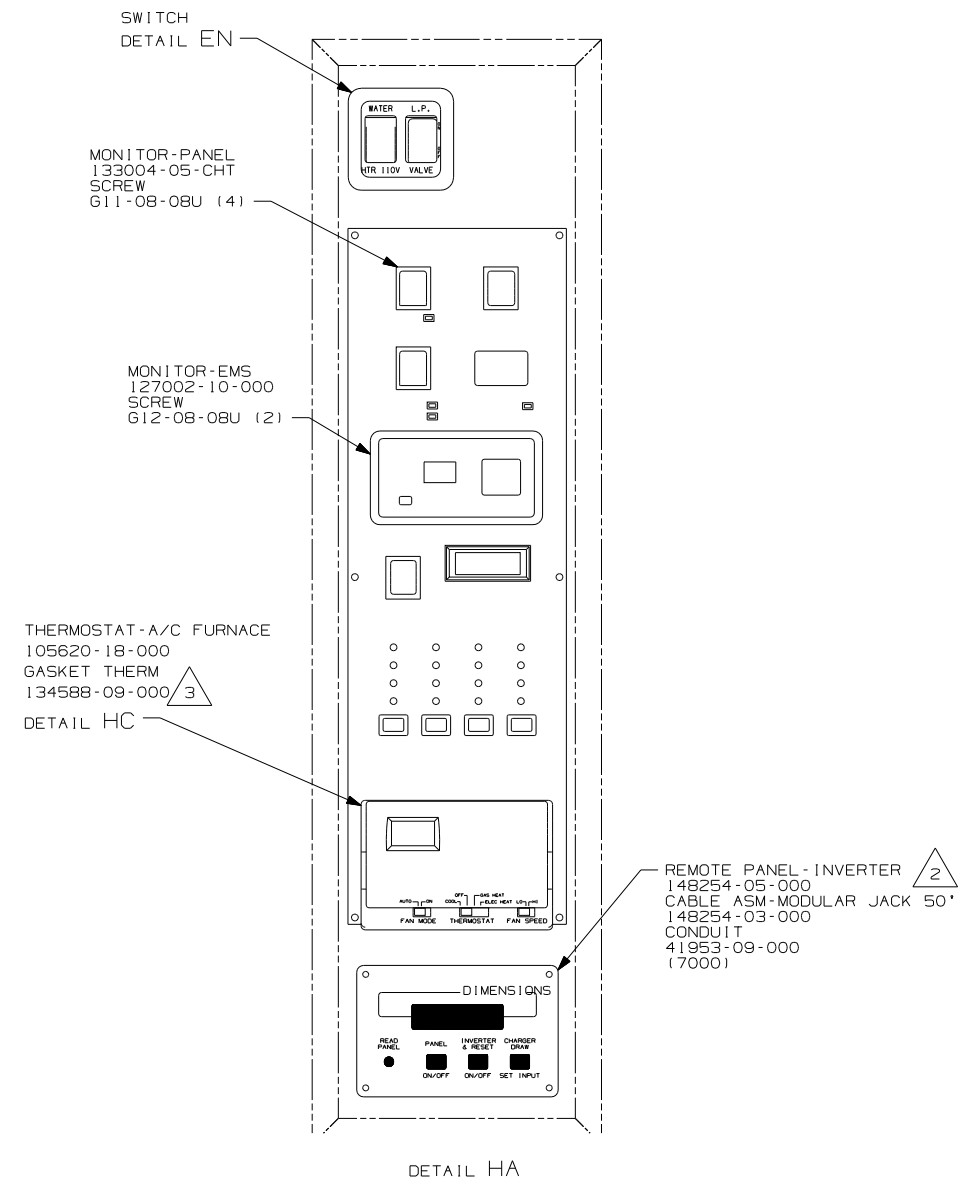 SWITCH
DETAIL EN
WATER L.P.
HTR 110V VALVE
MONITOR-PANEL
133004-05-CHT
SCREW
G11-08-08U (4)
MONITOR-EMS
127002-10-000
SCREW
G12-08-08U (2)
THERMOSTAT-A/C FURNACE
105620-18-000
GASKET THERM
134588-09-000 3
DETAIL HC
OFF GAS HEAT
AUTO ON COOL ELEC HEAT LO HI
FAN MODE THERMOSTAT FAN SPEED
REMOTE PANEL-INVERTER 2
148254-05-000
CABLE ASM-MODULAR JACK 50'
148254-03-000
CONDUIT
41953-09-000
(7000)
DIMENSIONS
READ PANEL
PANEL
ON/OFF
INVERTER & RESET
ON/OFF
CHARGER DRAW
SET INPUT
DETAIL HA